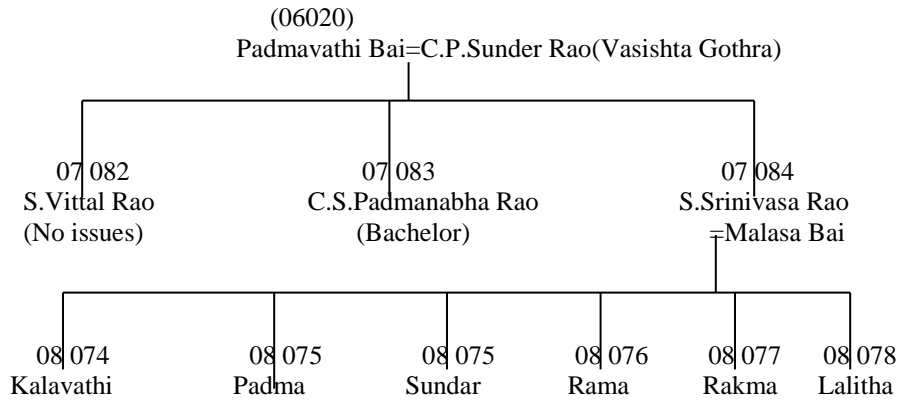 (06020)
Padmavathi Bai=C.P.Sunder Rao(Vasishta Gothra)
07 082 07 083 07 084
S.Vittal Rao C.S.Padmanabha Rao S.Srinivasa Rao
(No issues) (Bachelor) =Malasa Bai
08 074 08 075 08 075 08 076 08 077 08 078
Kalavathi Padma Sundar Rama Rakma Lalitha